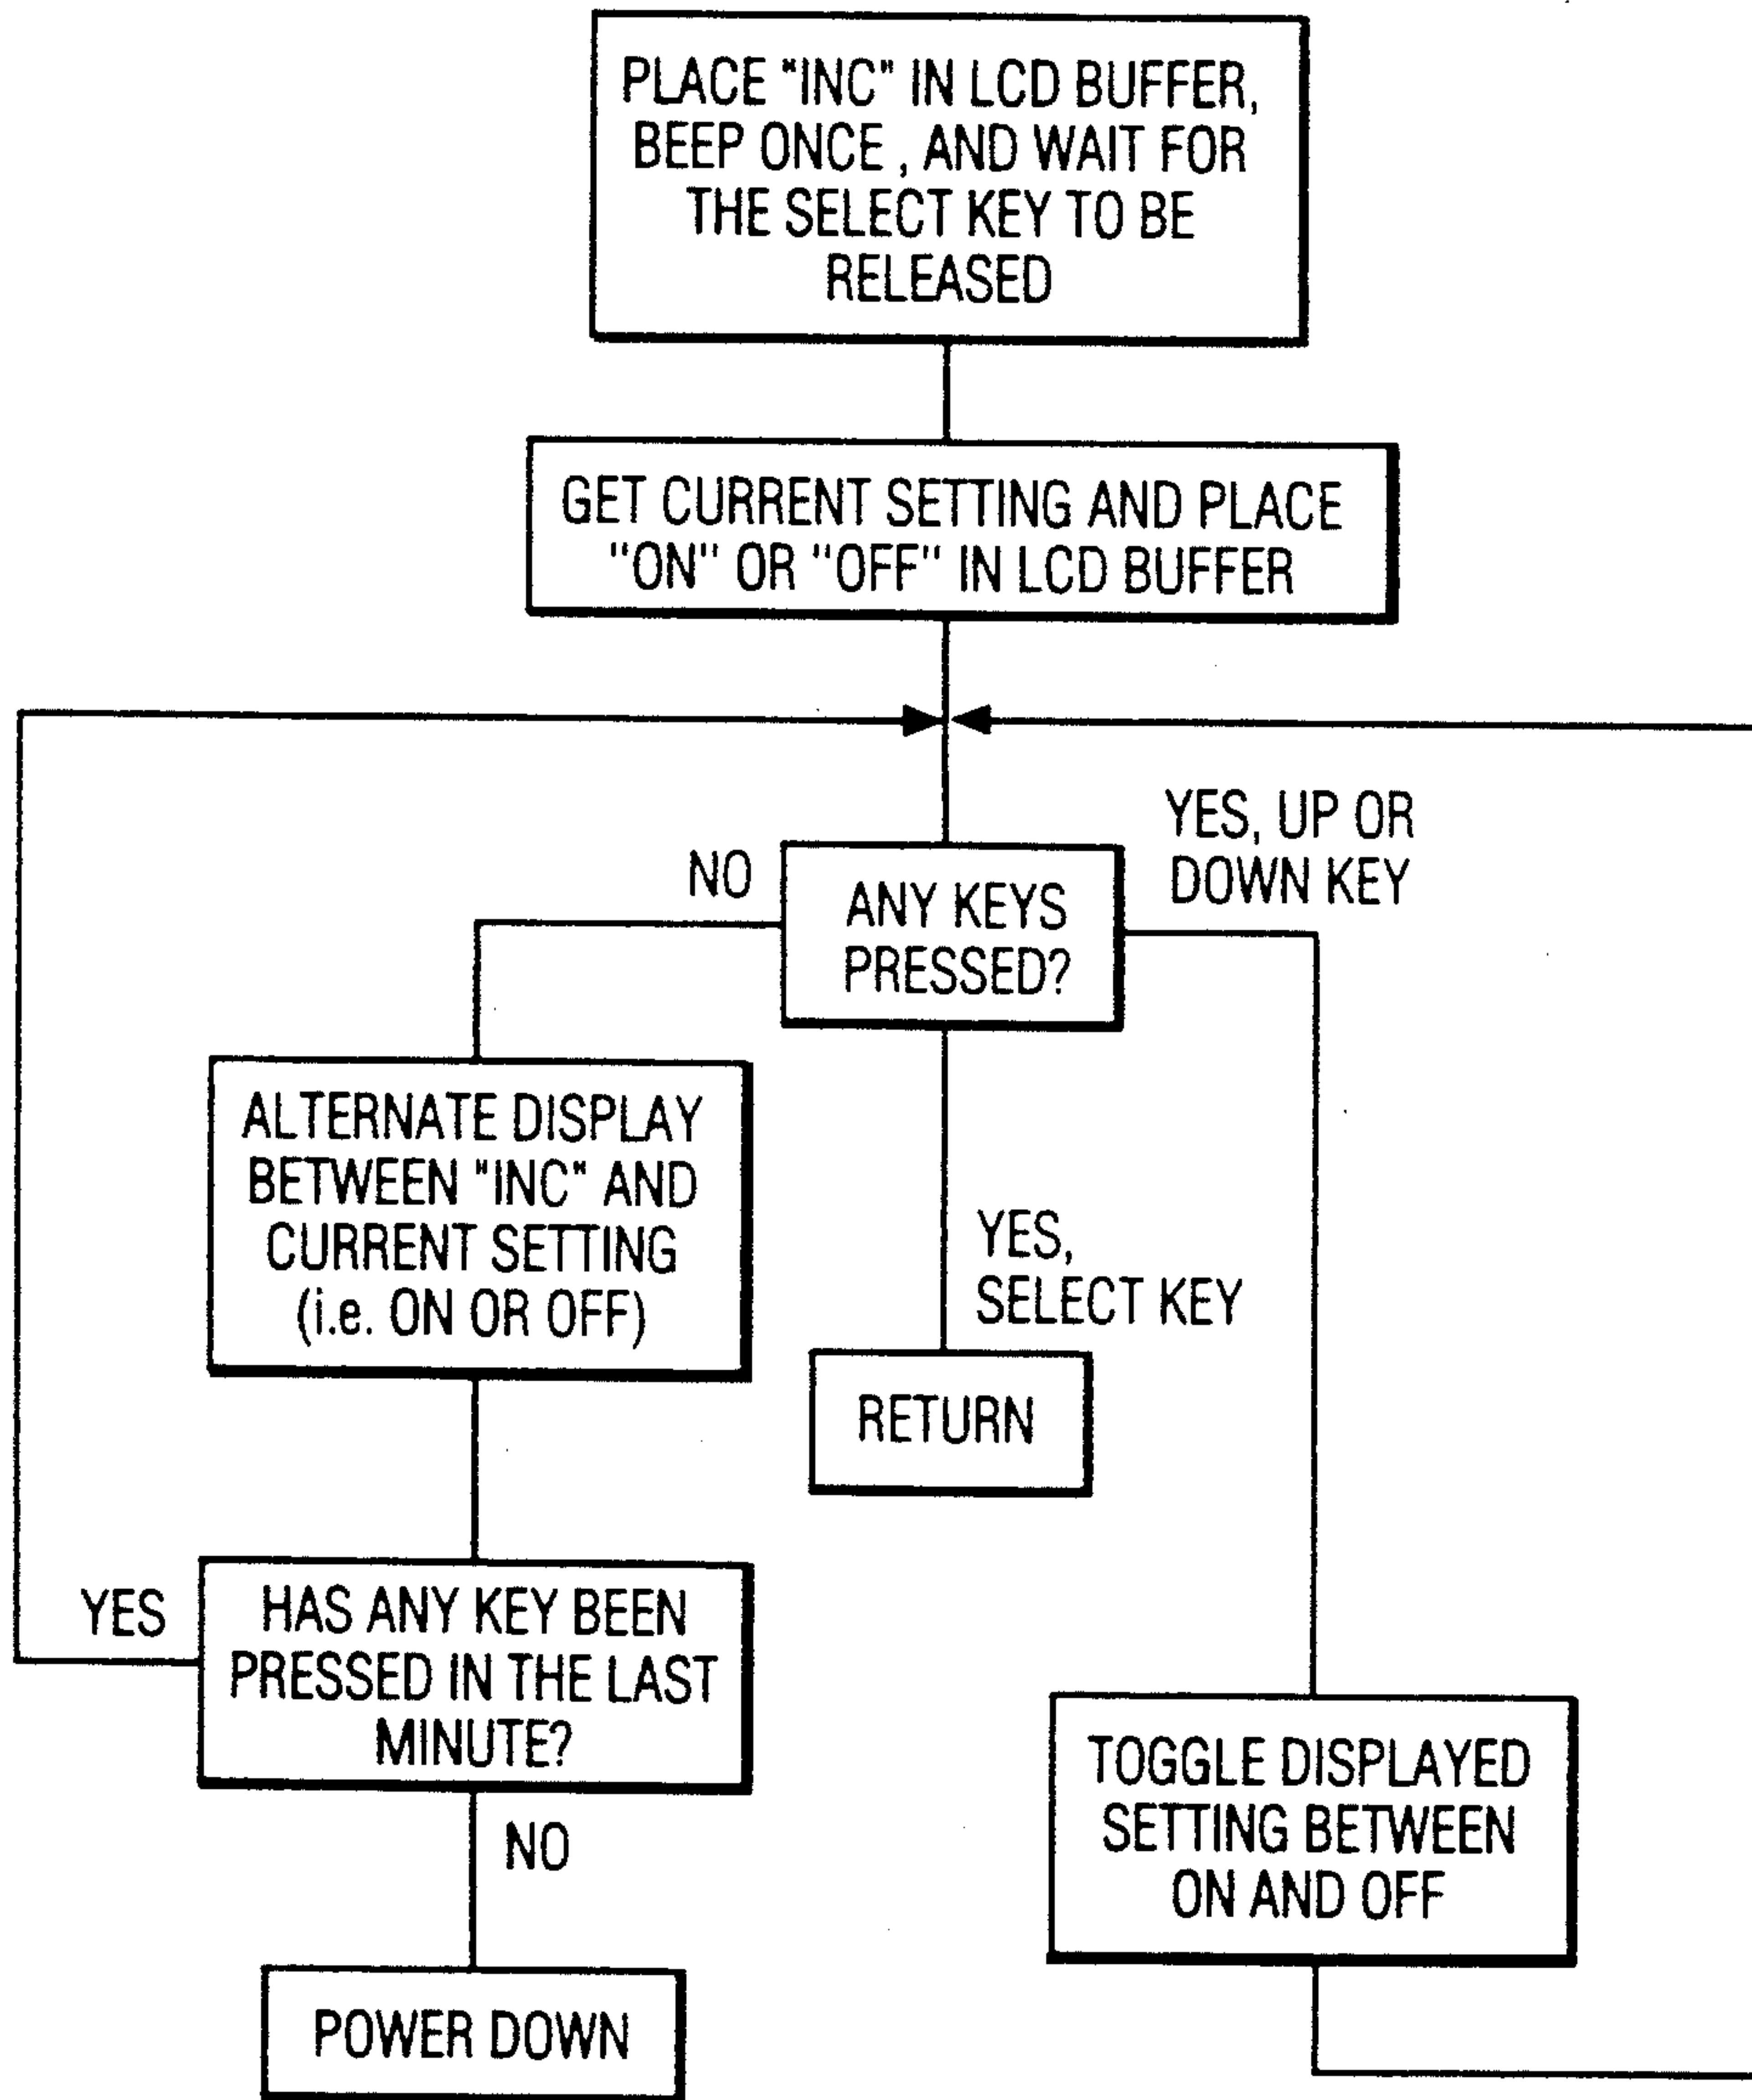 PLACE "INC" IN LCD BUFFER,
BEEP ONCE , AND WAIT FOR
THE SELECT KEY TO BE
RELEASED
GET CURRENT SETTING AND PLACE
"ON" OR "OFF" IN LCD BUFFER
YES, UP OR
DOWN KEY
NO
ANY KEYS
PRESSED?
ALTERNATE DISPLAY
BETWEEN "INC" AND
CURRENT SETTING
(i.e. ON OR OFF)
YES,
SELECT KEY
RETURN
YES
HAS ANY KEY BEEN
PRESSED IN THE LAST
MINUTE?
NO
TOGGLE DISPLAYED
SETTING BETWEEN
ON AND OFF
POWER DOWN